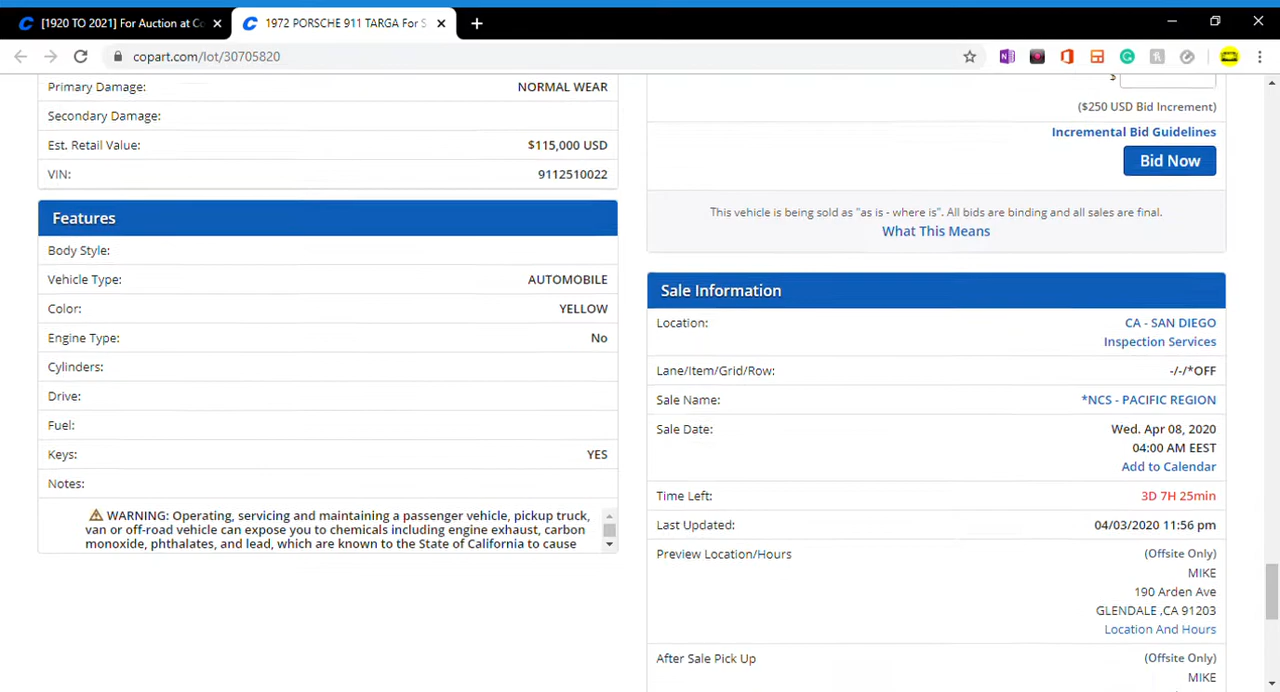 [1920 TO 2021] For Auction at Co
1972 PORSCHE 911 TARGA For S
copart.com/lot/30705820
Primary Damage: NORMAL WEAR
Secondary Damage:
Est. Retail Value: $115,000 USD
VIN: 9112510022
Features
Body Style:
Vehicle Type: AUTOMOBILE
Color: YELLOW
Engine Type: No
Cylinders:
Drive:
Fuel:
Keys: YES
Notes:
WARNING: Operating, servicing and maintaining a passenger vehicle, pickup truck,
van or off-road vehicle can expose you to chemicals including engine exhaust, carbon
monoxide, phthalates, and lead, which are known to the State of California to cause
$
($250 USD Bid Increment)
Incremental Bid Guidelines
Bid Now
This vehicle is being sold as "as is - where is". All bids are binding and all sales are final.
What This Means
Sale Information
Location: CA - SAN DIEGO
Inspection Services
Lane/Item/Grid/Row: -/-/*OFF
Sale Name: *NCS - PACIFIC REGION
Sale Date: Wed. Apr 08, 2020
04:00 AM EEST
Add to Calendar
Time Left: 3D 7H 25min
Last Updated: 04/03/2020 11:56 pm
Preview Location/Hours (Offsite Only)
MIKE
190 Arden Ave
GLENDALE ,CA 91203
Location And Hours
After Sale Pick Up (Offsite Only)
MIKE